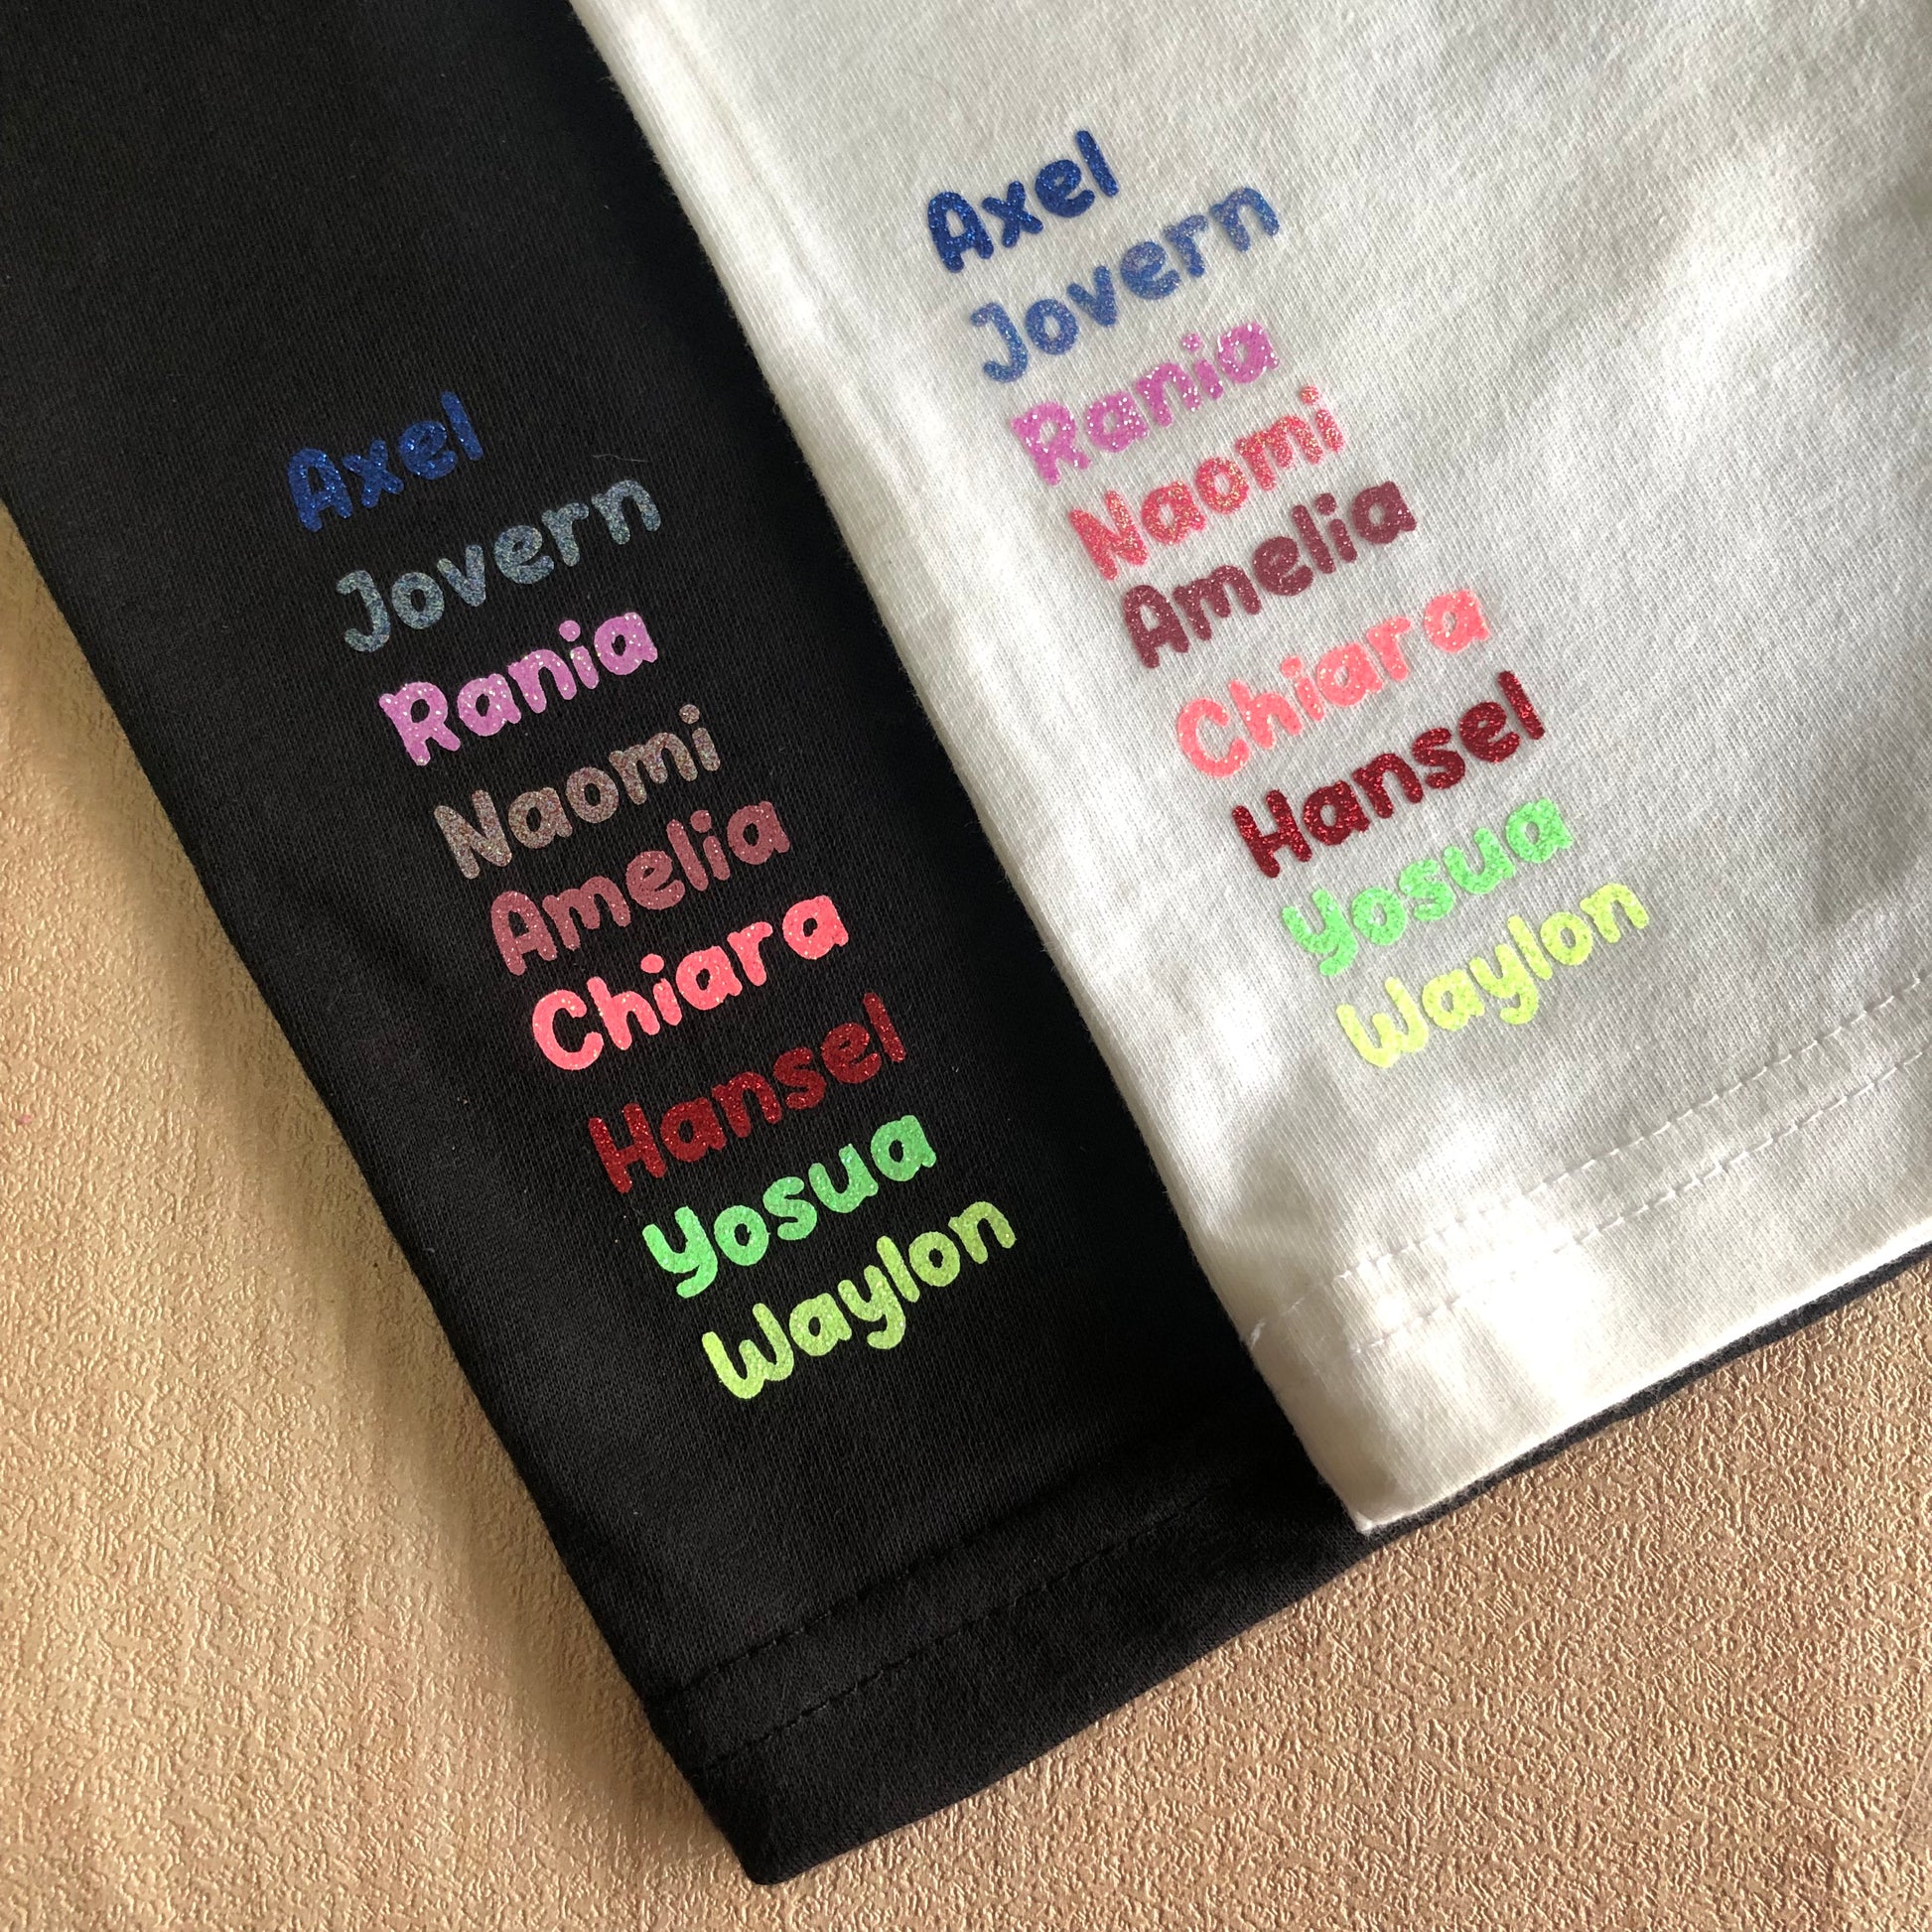 Axel
Jovern
Rania
Naomi
Amelia
Chiara
Hansel
Yosua
Waylon
Axel
Jovern
Rania
Naomi
Amelia
Chiara
Hansel
Yosua
Waylon